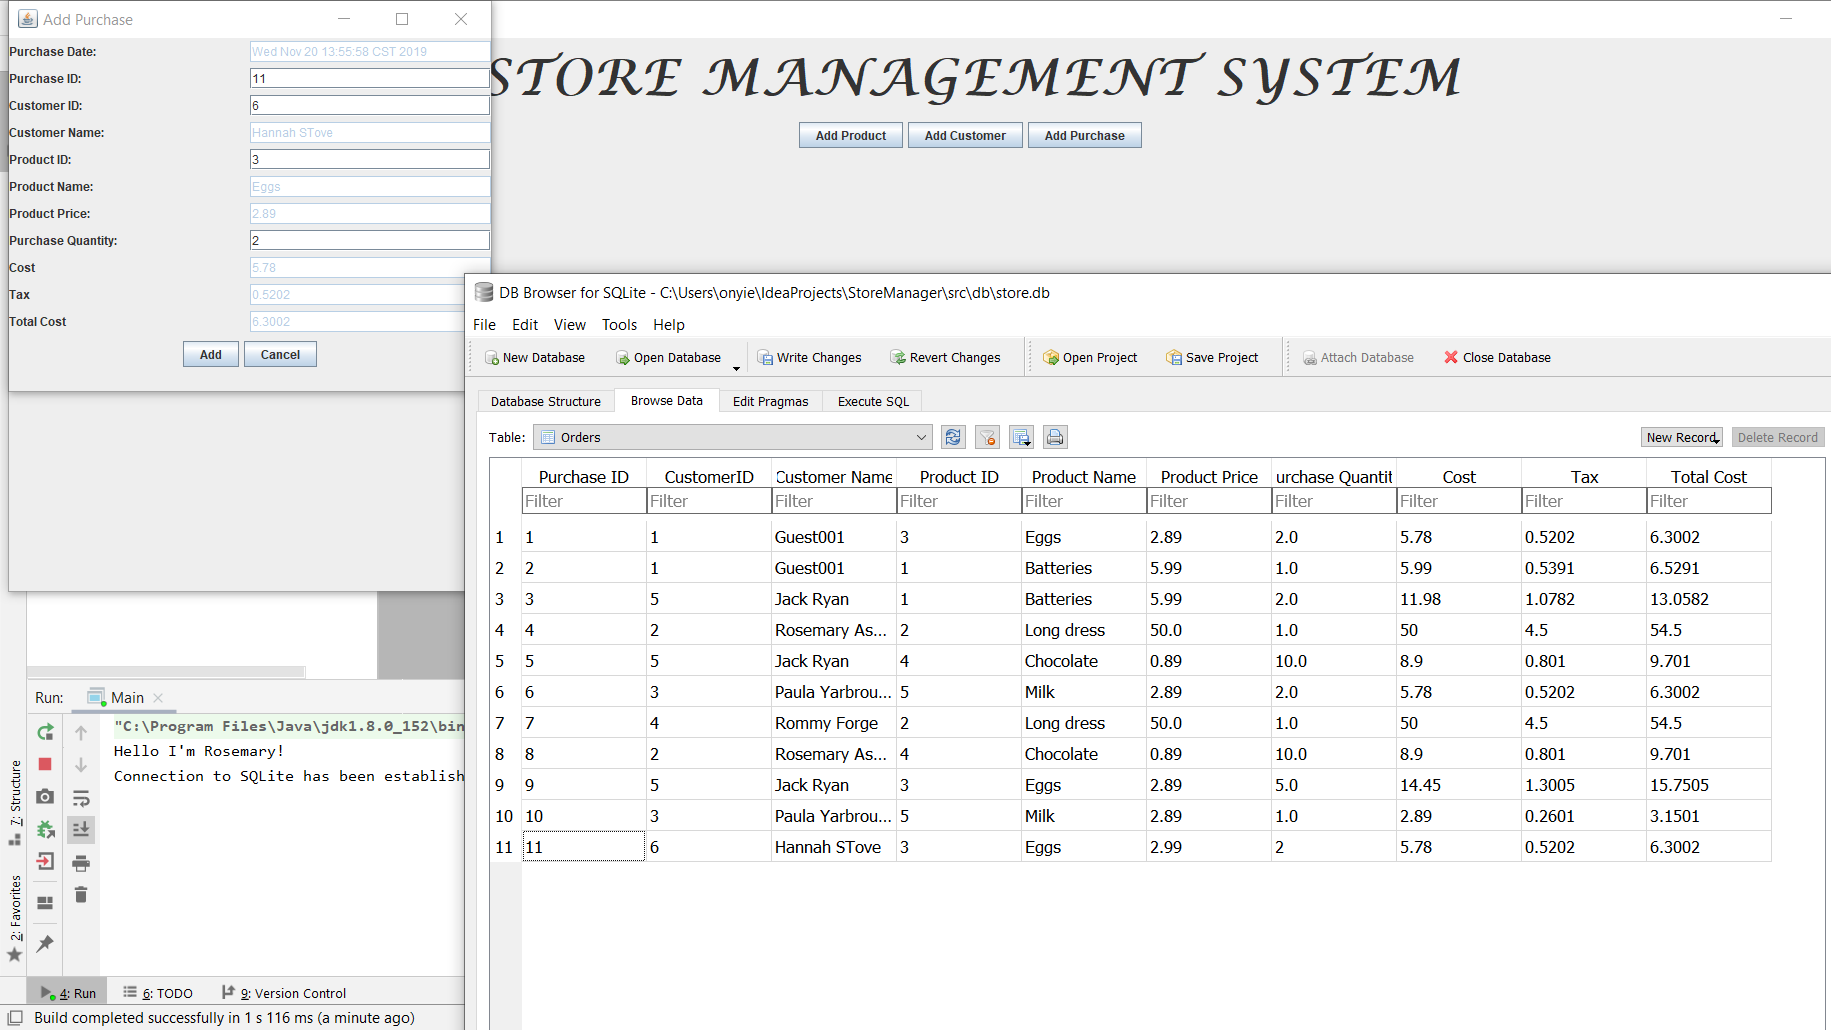 Add Purchase
Purchase Date: Wed Nov 20 13:55:58 CST 2019
Purchase ID: 11
Customer ID: 6
Customer Name: Hannah STove
Product ID: 3
Product Name: Eggs
Product Price: 2.89
Purchase Quantity: 2
Cost 5.78
Tax 0.5202
Total Cost 6.3002
Add Cancel
STORE MANAGEMENT SYSTEM
Add Product Add Customer Add Purchase
DB Browser for SQLite - C:\Users\onyie\IdeaProjects\StoreManager\src\db\store.db
File Edit View Tools Help
New Database Open Database Write Changes Revert Changes Open Project Save Project Attach Database Close Database
Database Structure Browse Data Edit Pragmas Execute SQL
Table: Orders New Record Delete Record
Purchase ID CustomerID Customer Name Product ID Product Name Product Price urchase Quantit Cost Tax Total Cost
Filter Filter Filter Filter Filter Filter Filter Filter Filter Filter
1 1 1 Guest001 3 Eggs 2.89 2.0 5.78 0.5202 6.3002
2 2 1 Guest001 1 Batteries 5.99 1.0 5.99 0.5391 6.5291
3 3 5 Jack Ryan 1 Batteries 5.99 2.0 11.98 1.0782 13.0582
4 4 2 Rosemary As... 2 Long dress 50.0 1.0 50 4.5 54.5
5 5 5 Jack Ryan 4 Chocolate 0.89 10.0 8.9 0.801 9.701
6 6 3 Paula Yarbrou... 5 Milk 2.89 2.0 5.78 0.5202 6.3002
7 7 4 Rommy Forge 2 Long dress 50.0 1.0 50 4.5 54.5
8 8 2 Rosemary As... 4 Chocolate 0.89 10.0 8.9 0.801 9.701
9 9 5 Jack Ryan 3 Eggs 2.89 5.0 14.45 1.3005 15.7505
10 10 3 Paula Yarbrou... 5 Milk 2.89 1.0 2.89 0.2601 3.1501
11 11 6 Hannah STove 3 Eggs 2.99 2 5.78 0.5202 6.3002
Run: Main
"C:\Program Files\Java\jdk1.8.0_152\bin
Hello I'm Rosemary!
Connection to SQLite has been establish
7: Structure
2: Favorites
4: Run 6: TODO 9: Version Control
Build completed successfully in 1 s 116 ms (a minute ago)